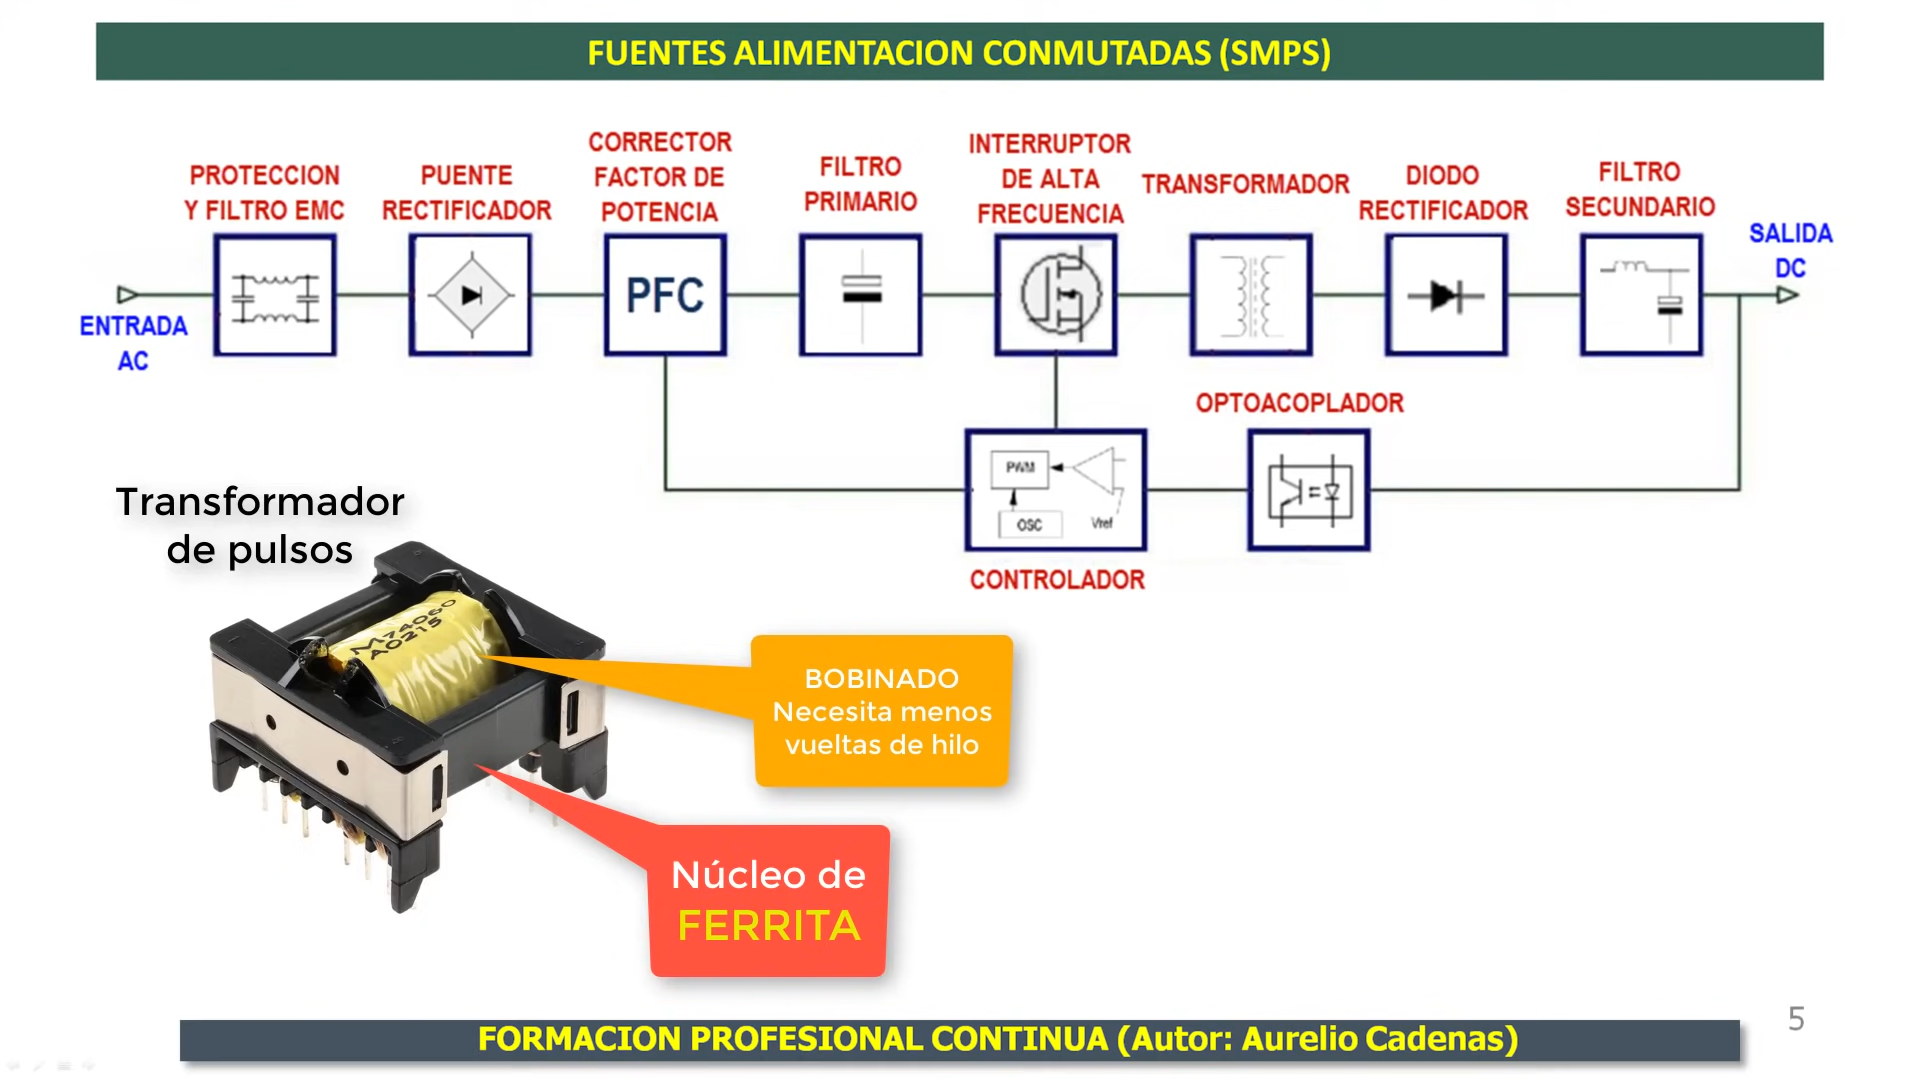 FUENTES ALIMENTACION CONMUTADAS (SMPS)
PROTECCION
Y FILTRO EMC
PUENTE
RECTIFICADOR
CORRECTOR
FACTOR DE
POTENCIA
FILTRO
PRIMARIO
INTERRUPTOR
DE ALTA
FRECUENCIA
TRANSFORMADOR
DIODO
RECTIFICADOR
FILTRO
SECUNDARIO
SALIDA
DC
ENTRADA
AC
PFC
OPTOACOPLADOR
PWM
OSC
Vref
CONTROLADOR
Transformador
de pulsos
M74060
A0215
BOBINADO
Necesita menos
vueltas de hilo
Núcleo de
FERRITA
5
FORMACION PROFESIONAL CONTINUA (Autor: Aurelio Cadenas)